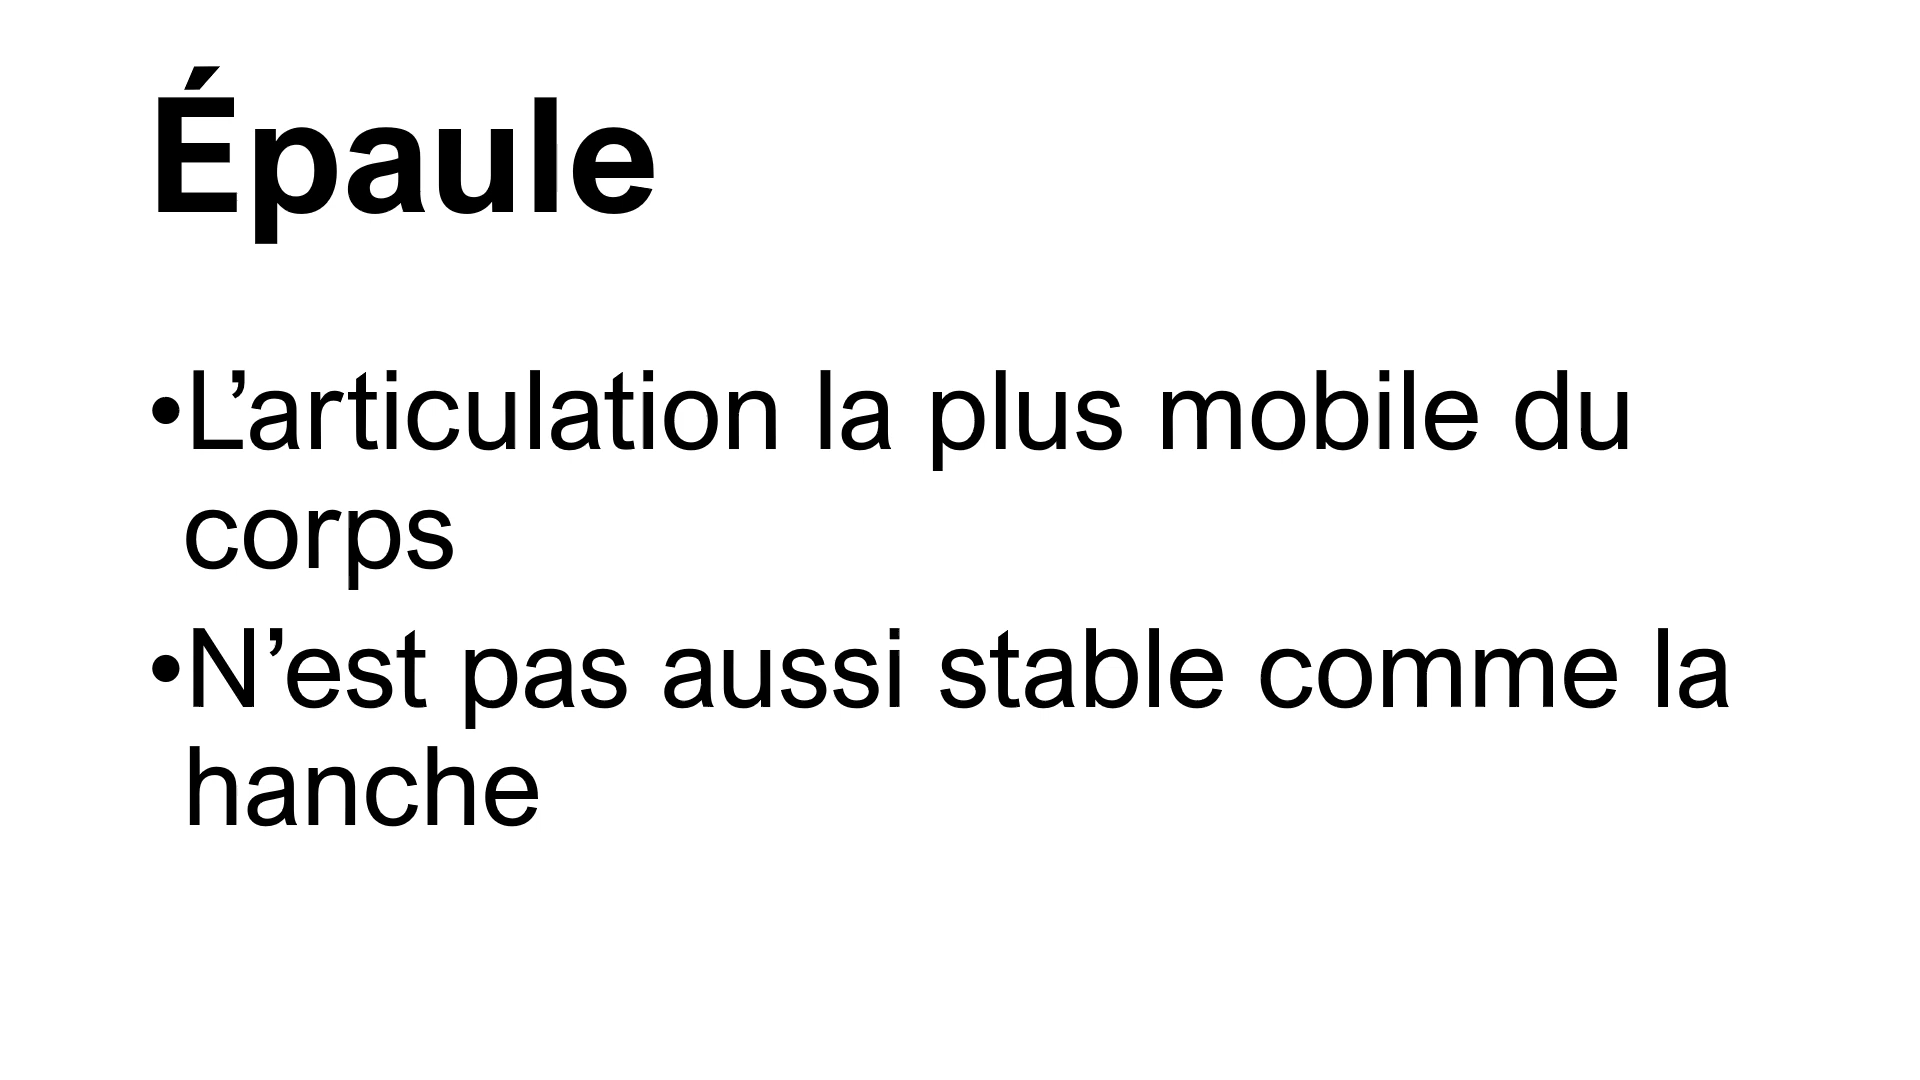 Épaule
•L’articulation la plus mobile du
corps
•N’est pas aussi stable comme la
hanche